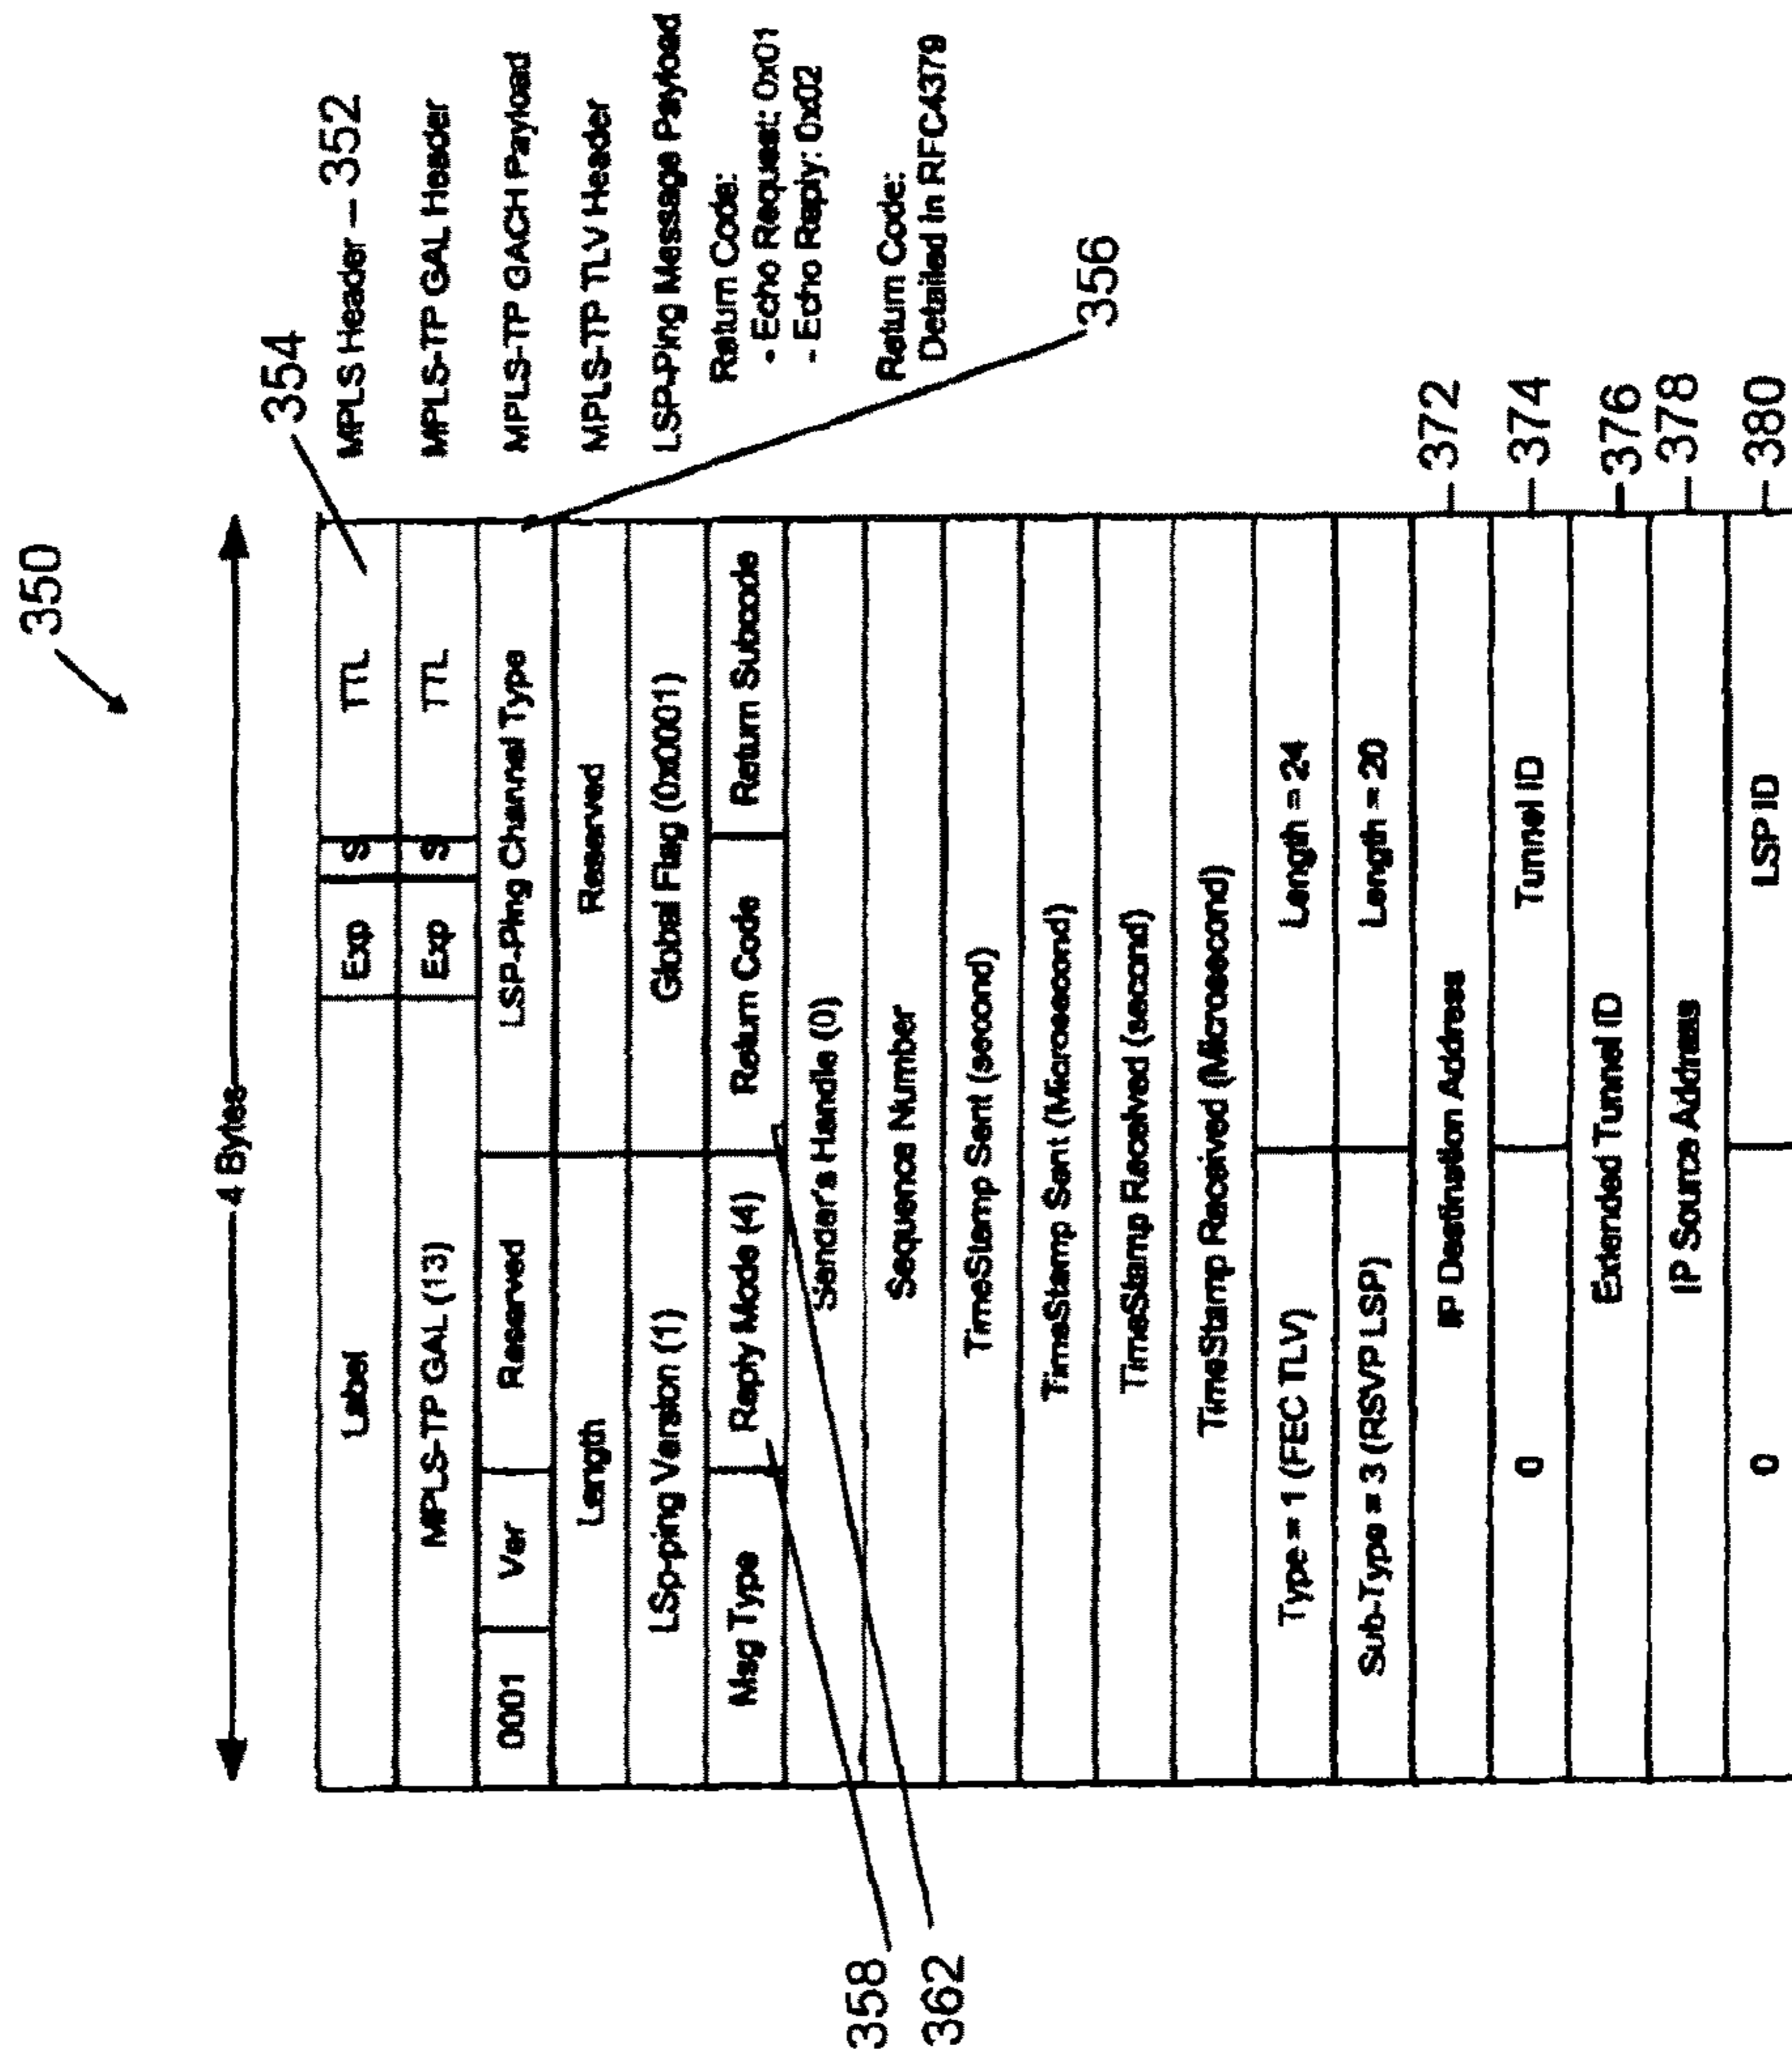 350
4 Bytes
354
Label Exp S TTL MPLS Header – 352
MPLS-TP GAL (13) Exp S TTL MPLS-TP GAL Header
0001 Ver Reserved LSP-Ping Channel Type MPLS-TP GACH Payload
Length Reserved MPLS-TP TLV Header
LSp-ping Version (1) Global Flag (0x0001) LSP-Ping Message Payload
Msg Type Reply Mode (4) Return Code Return Subcode Return Code:
- Echo Request: 0x01
- Echo Reply: 0x02
Sender's Handle (0)
Sequence Number Return Code:
Detailed in RFC4379
TimeStamp Sent (second)
TimeStamp Sent (Microsecond)
356
TimeStamp Received (second)
TimeStamp Received (Microsecond)
358
362
Type = 1 (FEC TLV) Length = 24
Sub-Type = 3 (RSVP LSP) Length = 20
IP Destination Address 372
0 Tunnel ID 374
Extended Tunnel ID 376
IP Source Address 378
0 LSP ID 380